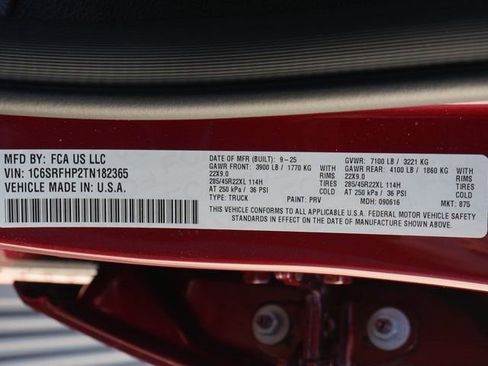 MFD BY: FCA US LLC
VIN: 1C6SRFHP2TN182365
VEHICLE MADE IN U.S.A.
MFR DATE (BUILT): 9-25 GVWR: 7100 LB / 3221 KG
GAWR FRONT: 3900 LB / 1770 KG WITH GAWR REAR: 4100 LB / 1860 KG WITH
22X9.0 RIMS 22X9.0 RIMS
285/45R22XL 114H TIRES 285/45R22XL 114H TIRES
AT 250 kPa / 36 PSI AT 250 kPa / 36 PSI
TYPE: TRUCK PAINT: PRV MDH: 090616 MKT: 875
THIS VEHICLE CONFORMS TO ALL APPLICABLE U.S.A. FEDERAL MOTOR VEHICLE SAFETY
STANDARDS IN EFFECT ON THE DATE OF MANUFACTURE SHOWN ABOVE.